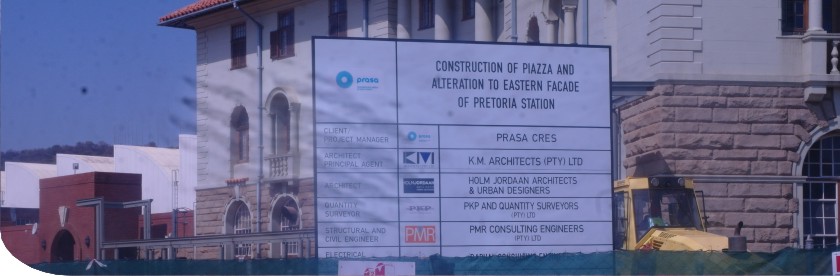 prasa
CONSTRUCTION OF PIAZZA AND
ALTERATION TO EASTERN FACADE
OF PRETORIA STATION
CLIENT/
PROJECT MANAGER
prasa
PRASA CRES
ARCHITECT
PRINCIPAL AGENT
K.M. ARCHITECTS (PTY) LTD
ARCHITECT
HOLM JORDAAN ARCHITECTS
& URBAN DESIGNERS
QUANTITY
SURVEYOR
PKP AND QUANTITY SURVEYORS
(PTY) LTD
STRUCTURAL AND
CIVIL ENGINEER
PMR
PMR CONSULTING ENGINEERS
(PTY) LTD
ELECTRICAL